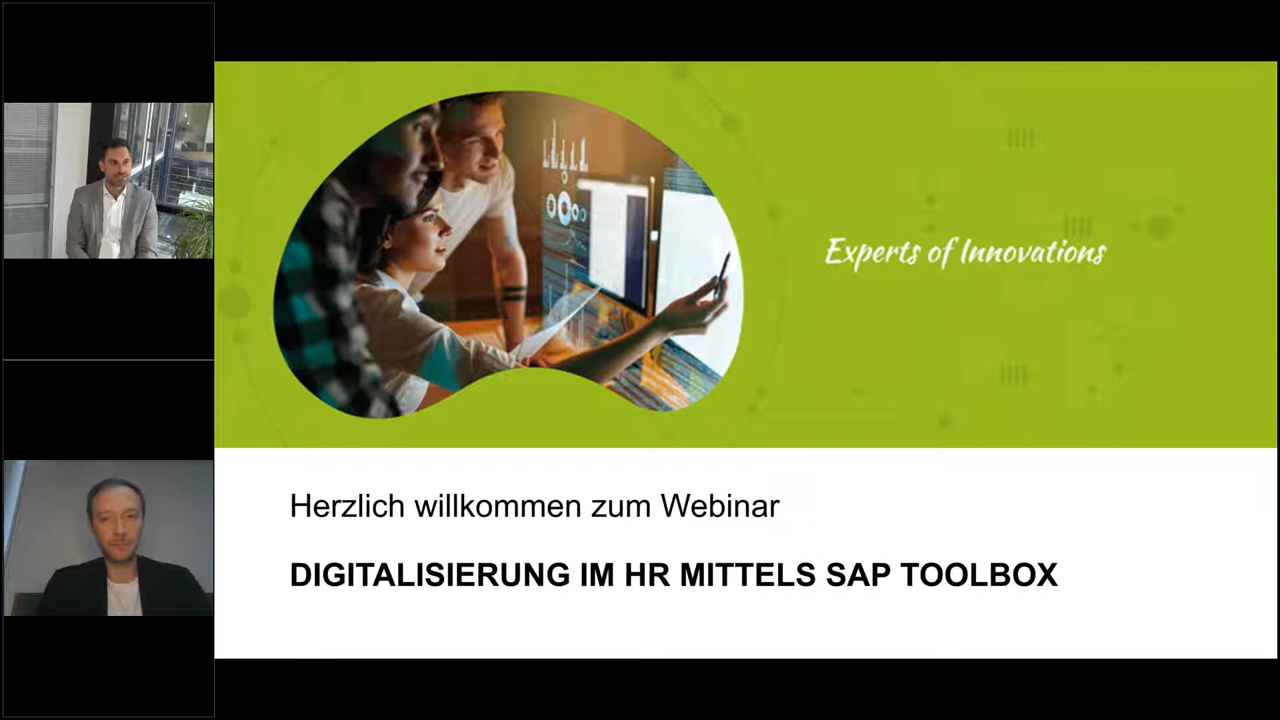 Experts of Innovations
Herzlich willkommen zum Webinar
DIGITALISIERUNG IM HR MITTELS SAP TOOLBOX